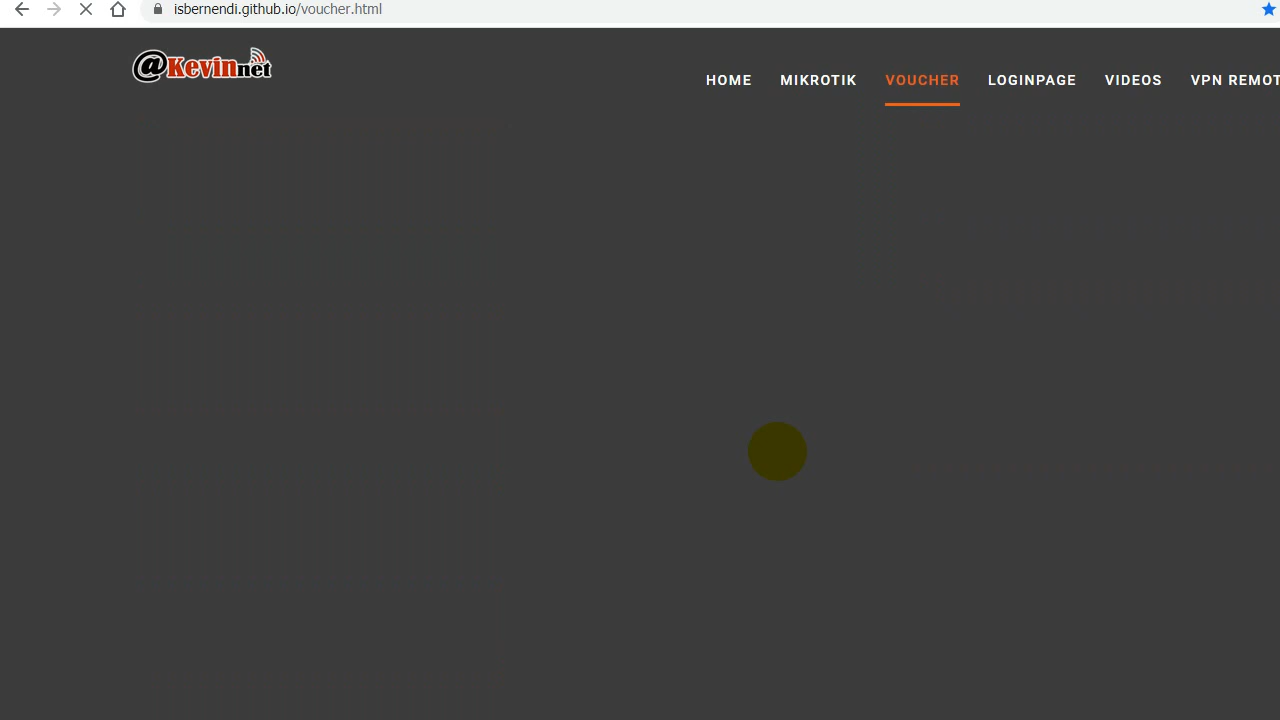 isbernendi.github.io/voucher.html
@Kevinnet
HOME MIKROTIK VOUCHER LOGINPAGE VIDEOS VPN REMOT